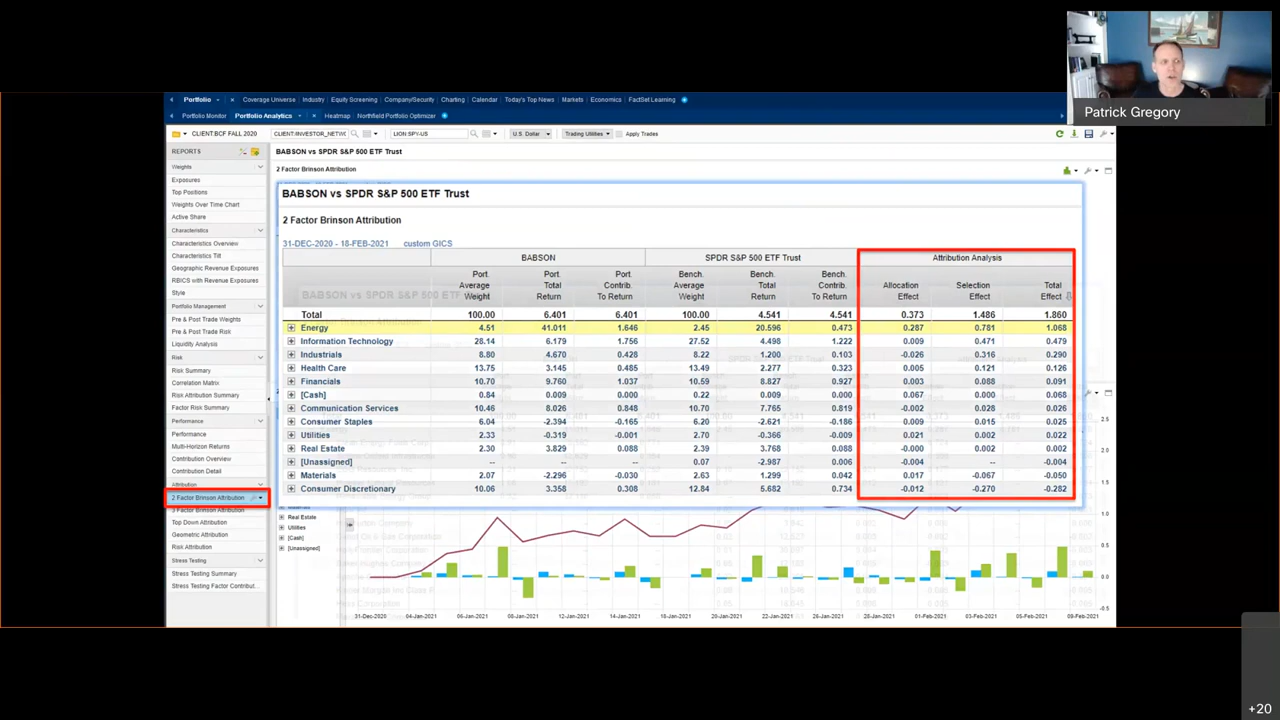 Patrick Gregory
Portfolio Coverage Universe Industry Equity Screening Company/Security Charting Calendar Today's Top News Markets Economics FactSet Learning
Portfolio Monitor Portfolio Analytics Heatmap Northfield Portfolio Optimizer
CLIENT:BCF FALL 2020 CLIENT:INVESTOR_NETW LION:SPY-US U.S. Dollar Trading Utilities Apply Trades
REPORTS
BABSON vs SPDR S&P 500 ETF Trust
2 Factor Brinson Attribution
Weights
Exposures
Top Positions
Weights Over Time Chart
Active Share
Characteristics
Characteristics Overview
Characteristics Tilt
Geographic Revenue Exposures
RBICS with Revenue Exposures
Style
Portfolio Management
Pre & Post Trade Weights
Pre & Post Trade Risk
Liquidity Analysis
Risk
Risk Summary
Correlation Matrix
Risk Attribution Summary
Factor Risk Summary
Performance
Performance
Multi-Horizon Returns
Contribution Overview
Contribution Detail
Attribution
2 Factor Brinson Attribution
3 Factor Brinson Attribution
Top Down Attribution
Geometric Attribution
Risk Attribution
Stress Testing
Stress Testing Summary
Stress Testing Factor Contribut...
BABSON vs SPDR S&P 500 ETF Trust
2 Factor Brinson Attribution
31-DEC-2020 - 18-FEB-2021 custom GICS
BABSON SPDR S&P 500 ETF Trust Attribution Analysis
Port. Port. Port. Bench. Bench. Bench.
Average Total Contrib. Average Total Contrib. Allocation Selection Total
Weight Return To Return Weight Return To Return Effect Effect Effect
Total 100.00 6.401 6.401 100.00 4.541 4.541 0.373 1.486 1.860
Energy 4.51 41.011 1.646 2.45 20.596 0.473 0.287 0.781 1.068
Information Technology 28.14 6.179 1.756 27.52 4.498 1.222 0.009 0.471 0.479
Industrials 8.80 4.670 0.428 8.22 1.200 0.103 -0.026 0.316 0.290
Health Care 13.75 3.145 0.485 13.49 2.277 0.323 0.005 0.121 0.126
Financials 10.70 9.760 1.037 10.59 8.827 0.927 0.003 0.088 0.091
[Cash] 0.84 0.009 0.000 0.22 0.009 0.000 0.067 0.000 0.068
Communication Services 10.46 8.026 0.848 10.70 7.765 0.819 -0.002 0.028 0.026
Consumer Staples 6.04 -2.394 -0.165 6.20 -2.621 -0.186 0.009 0.015 0.025
Utilities 2.33 -0.319 -0.001 2.70 -0.366 -0.009 0.021 0.002 0.022
Real Estate 2.30 3.829 0.088 2.39 3.768 0.088 -0.000 0.002 0.002
[Unassigned] -- -- -- 0.07 -2.987 0.006 -0.004 -- -0.004
Materials 2.07 -2.296 -0.030 2.63 1.299 0.042 0.017 -0.067 -0.050
Consumer Discretionary 10.06 3.358 0.308 12.84 5.682 0.734 -0.012 -0.270 -0.282
Real Estate
Utilities
[Cash]
[Unassigned]
2.5
2.0
1.5
1.0
0.5
0.0
-0.5
31-Dec-2020 04-Jan-2021 06-Jan-2021 08-Jan-2021 12-Jan-2021 14-Jan-2021 18-Jan-2021 20-Jan-2021 22-Jan-2021 26-Jan-2021 28-Jan-2021 01-Feb-2021 03-Feb-2021 05-Feb-2021 09-Feb-2021
+20